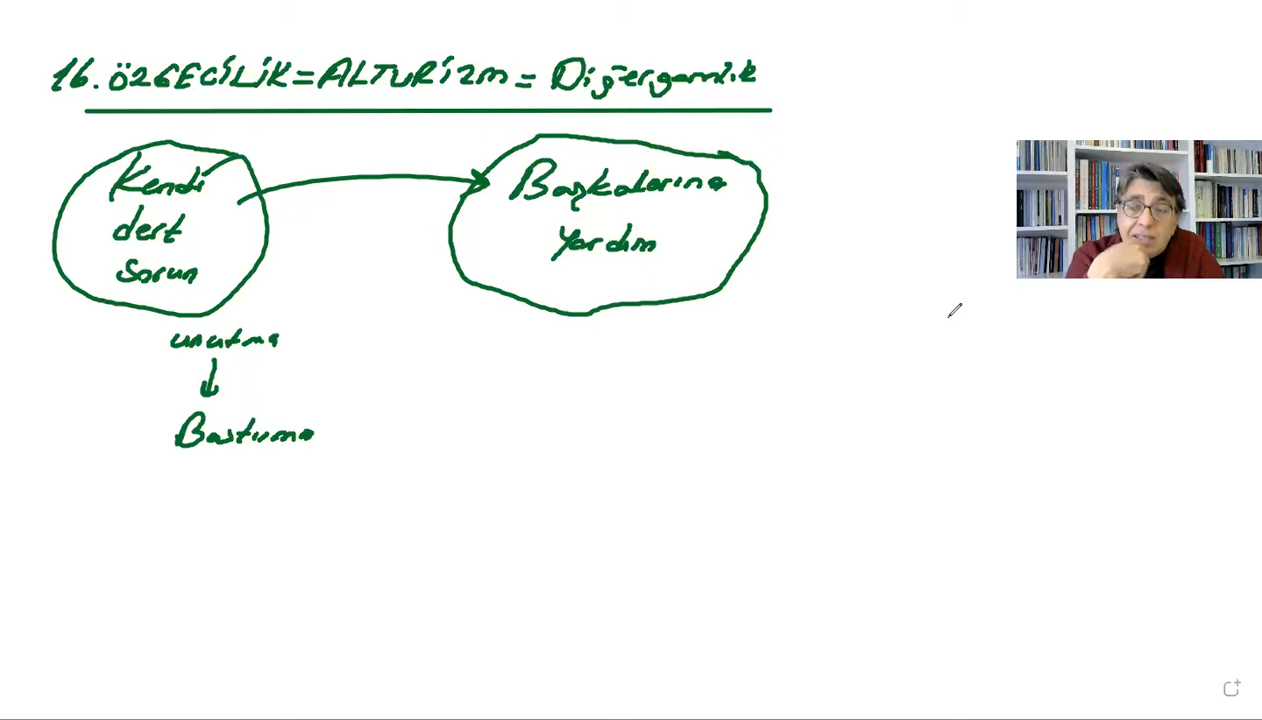 16. ÖZGECİLİK = ALTURİZM = Diğergamlık
Kendi
dert
sorun
Başkalarına
Yardım
unutma
Bastırma